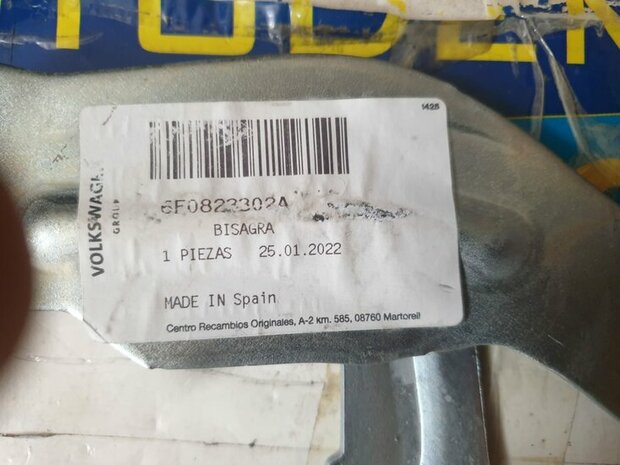 1425
VOLKSWAGEN
GROUP
6F0823302A
BISAGRA
1 PIEZAS 25.01.2022
MADE IN Spain
Centro Recambios Originales, A-2 km. 585, 08760 Martorell